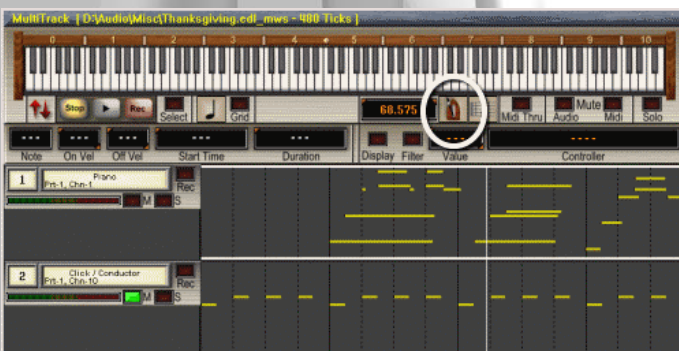 MultiTrack [ D:\Audio\Misc\Thanksgiving.edl_mws - 480 Ticks ]
0 1 2 3 4 5 6 7 8 9 10
Stop Rec Select Grid 68.575 Midi Thru Audio Mute Midi Solo
--- --- --- --- --- --- ----
Note On Vel Off Vel Start Time Duration Display Filter Value Controller
1 Piano Rec
Prt-1, Chn-1
M S
2 Click / Conductor Rec
Prt-1, Chn-10
M S